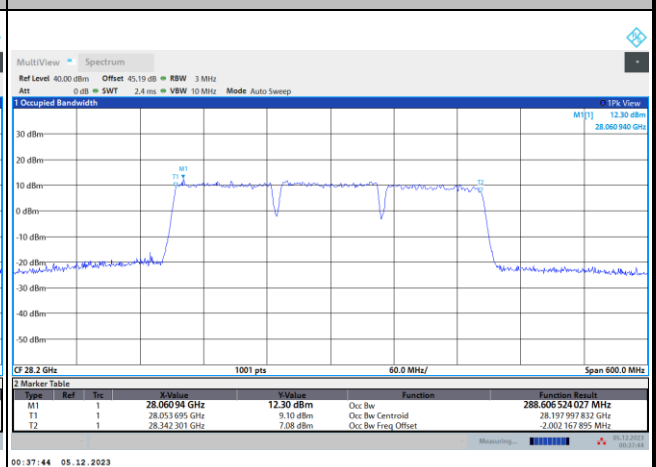 MultiView Spectrum
Ref Level 40.00 dBm Offset 45.19 dB RBW 3 MHz
Att 0 dB SWT 2.4 ms VBW 10 MHz Mode Auto Sweep
1 Occupied Bandwidth 1Pk View
M1[1] 12.30 dBm
28.060 940 GHz
30 dBm
20 dBm
M1
T1 T2
10 dBm
0 dBm
-10 dBm
-20 dBm
-30 dBm
-40 dBm
-50 dBm
CF 28.2 GHz 1001 pts 60.0 MHz/ Span 600.0 MHz
2 Marker Table
Type Ref Trc X-Value Y-Value Function Function Result
M1 1 28.060 94 GHz 12.30 dBm Occ Bw 288.606 524 027 MHz
T1 1 28.053 695 GHz 9.10 dBm Occ Bw Centroid 28.197 997 832 GHz
T2 1 28.342 301 GHz 7.08 dBm Occ Bw Freq Offset -2.002 167 895 MHz
Measuring... 05.12.2023
00:37:44
00:37:44 05.12.2023